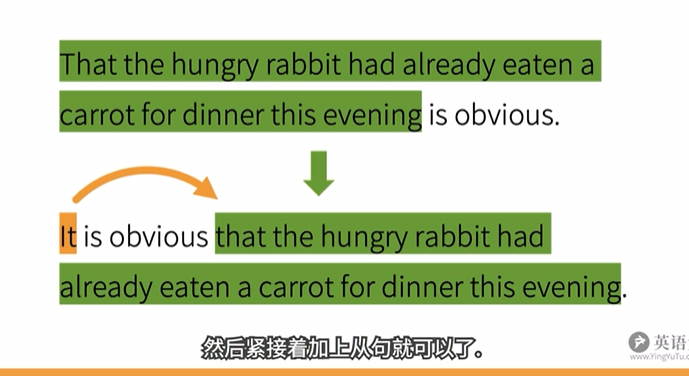 That the hungry rabbit had already eaten a
carrot for dinner this evening is obvious.
It is obvious that the hungry rabbit had
already eaten a carrot for dinner this evening.
然后紧接着加上从句就可以了.
英语
www.YingYuTu.c